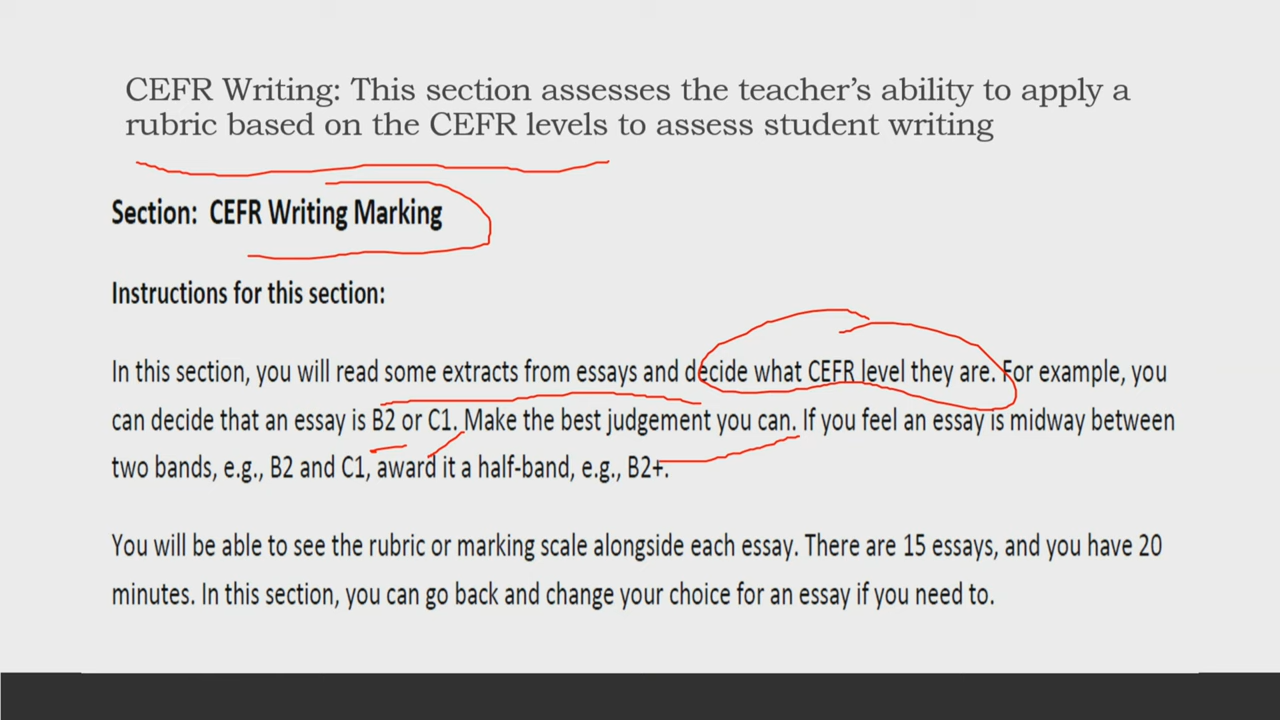 CEFR Writing: This section assesses the teacher’s ability to apply a
rubric based on the CEFR levels to assess student writing
Section: CEFR Writing Marking
Instructions for this section:
In this section, you will read some extracts from essays and decide what CEFR level they are. For example, you
can decide that an essay is B2 or C1. Make the best judgement you can. If you feel an essay is midway between
two bands, e.g., B2 and C1, award it a half-band, e.g., B2+.
You will be able to see the rubric or marking scale alongside each essay. There are 15 essays, and you have 20
minutes. In this section, you can go back and change your choice for an essay if you need to.